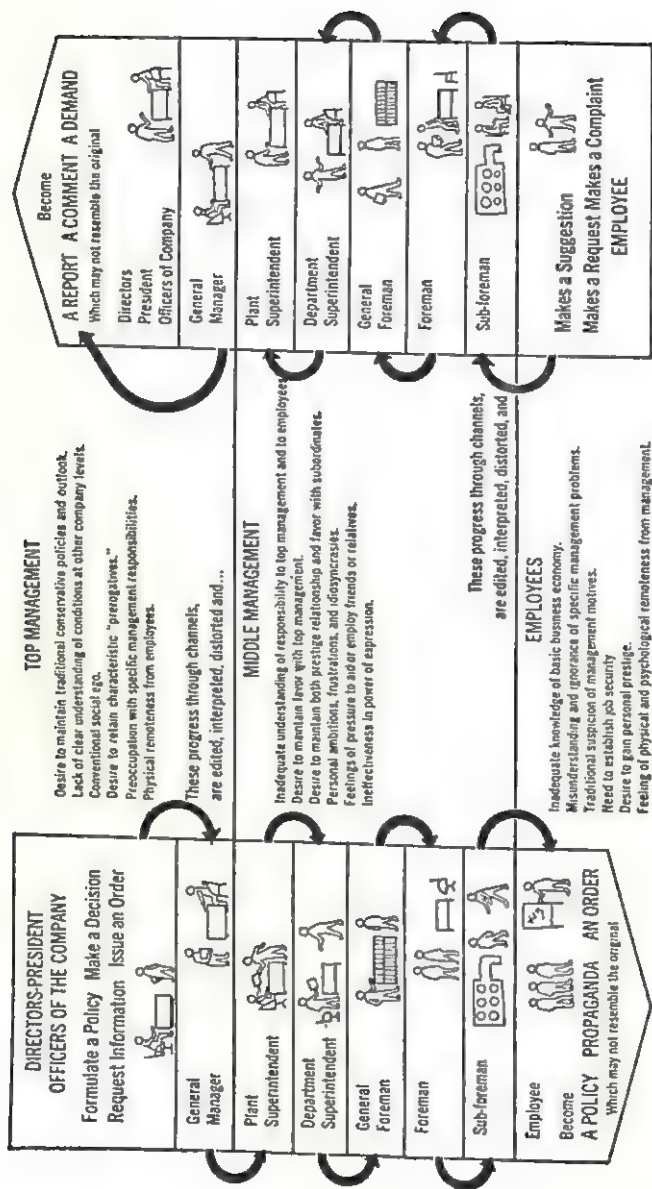 DIRECTORS-PRESIDENT
OFFICERS OF THE COMPANY
Formulate a Policy Make a Decision
Request Information Issue an Order
General
Manager
Plant
Superintendent
Department
Superintendent
General
Foreman
Foreman
Sub-foreman
Employee
Become
A POLICY PROPAGANDA AN ORDER
Which may not resemble the original
TOP MANAGEMENT
Desire to maintain traditional conservative policies and outlook.
Lack of clear understanding of conditions at other company levels.
Conventional social ego.
Desire to retain characteristic "prerogatives."
Preoccupation with specific management responsibilities.
Physical remoteness from employees.
These progress through channels,
are edited, interpreted, distorted and...
MIDDLE MANAGEMENT
Inadequate understanding of responsibility to top management and to employees
Desire to maintain favor with top management.
Desire to maintain both prestige relationship and favor with subordinates.
Personal ambitions, frustrations, and idiosyncrasies.
Feelings of pressure to aid or employ friends or relatives.
Ineffectiveness in power of expression.
These progress through channels,
are edited, interpreted, distorted, and
EMPLOYEES
Inadequate knowledge of basic business economy.
Misunderstanding and ignorance of specific management problems.
Traditional suspicion of management motives.
Need to establish job security
Desire to gain personal prestige.
Feeling of physical and psychological remoteness from management.
Become
A REPORT A COMMENT A DEMAND
Which may not resemble the original
Directors
President
Officers of Company
General
Manager
Plant
Superintendent
Department
Superintendent
General
Foreman
Foreman
Sub-foreman
Makes a Suggestion
Makes a Request Makes a Complaint
EMPLOYEE